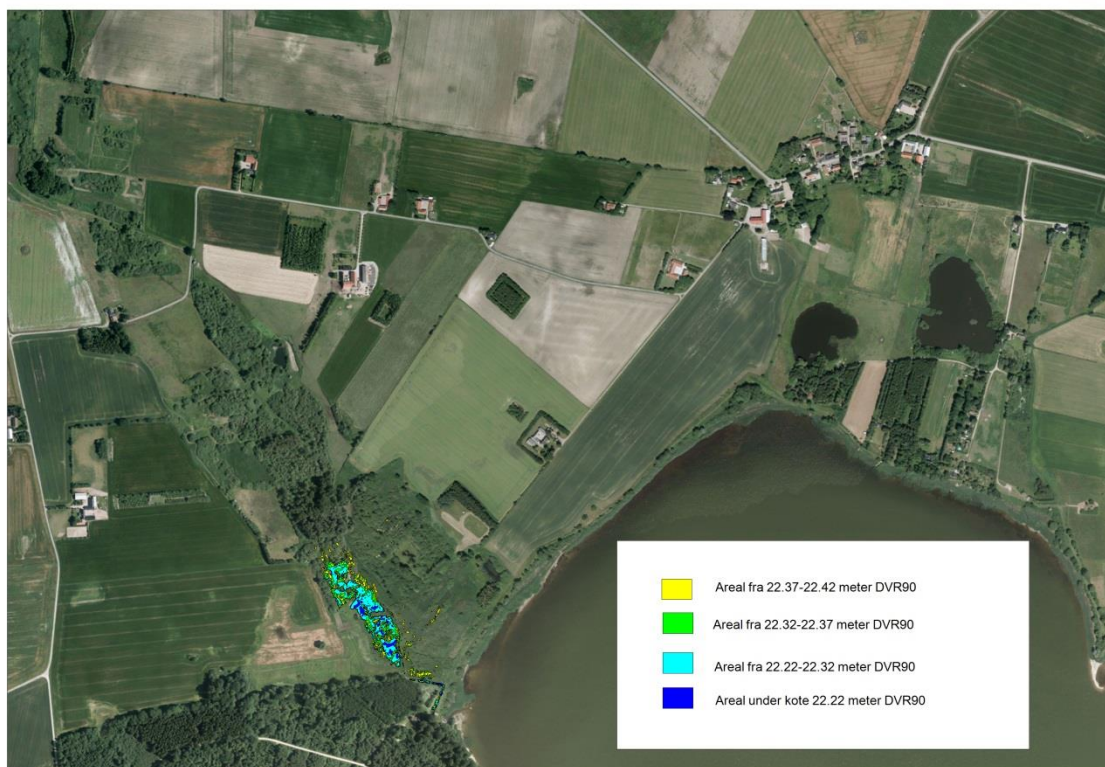 Areal fra 22.37-22.42 meter DVR90
Areal fra 22.32-22.37 meter DVR90
Areal fra 22.22-22.32 meter DVR90
Areal under kote 22.22 meter DVR90